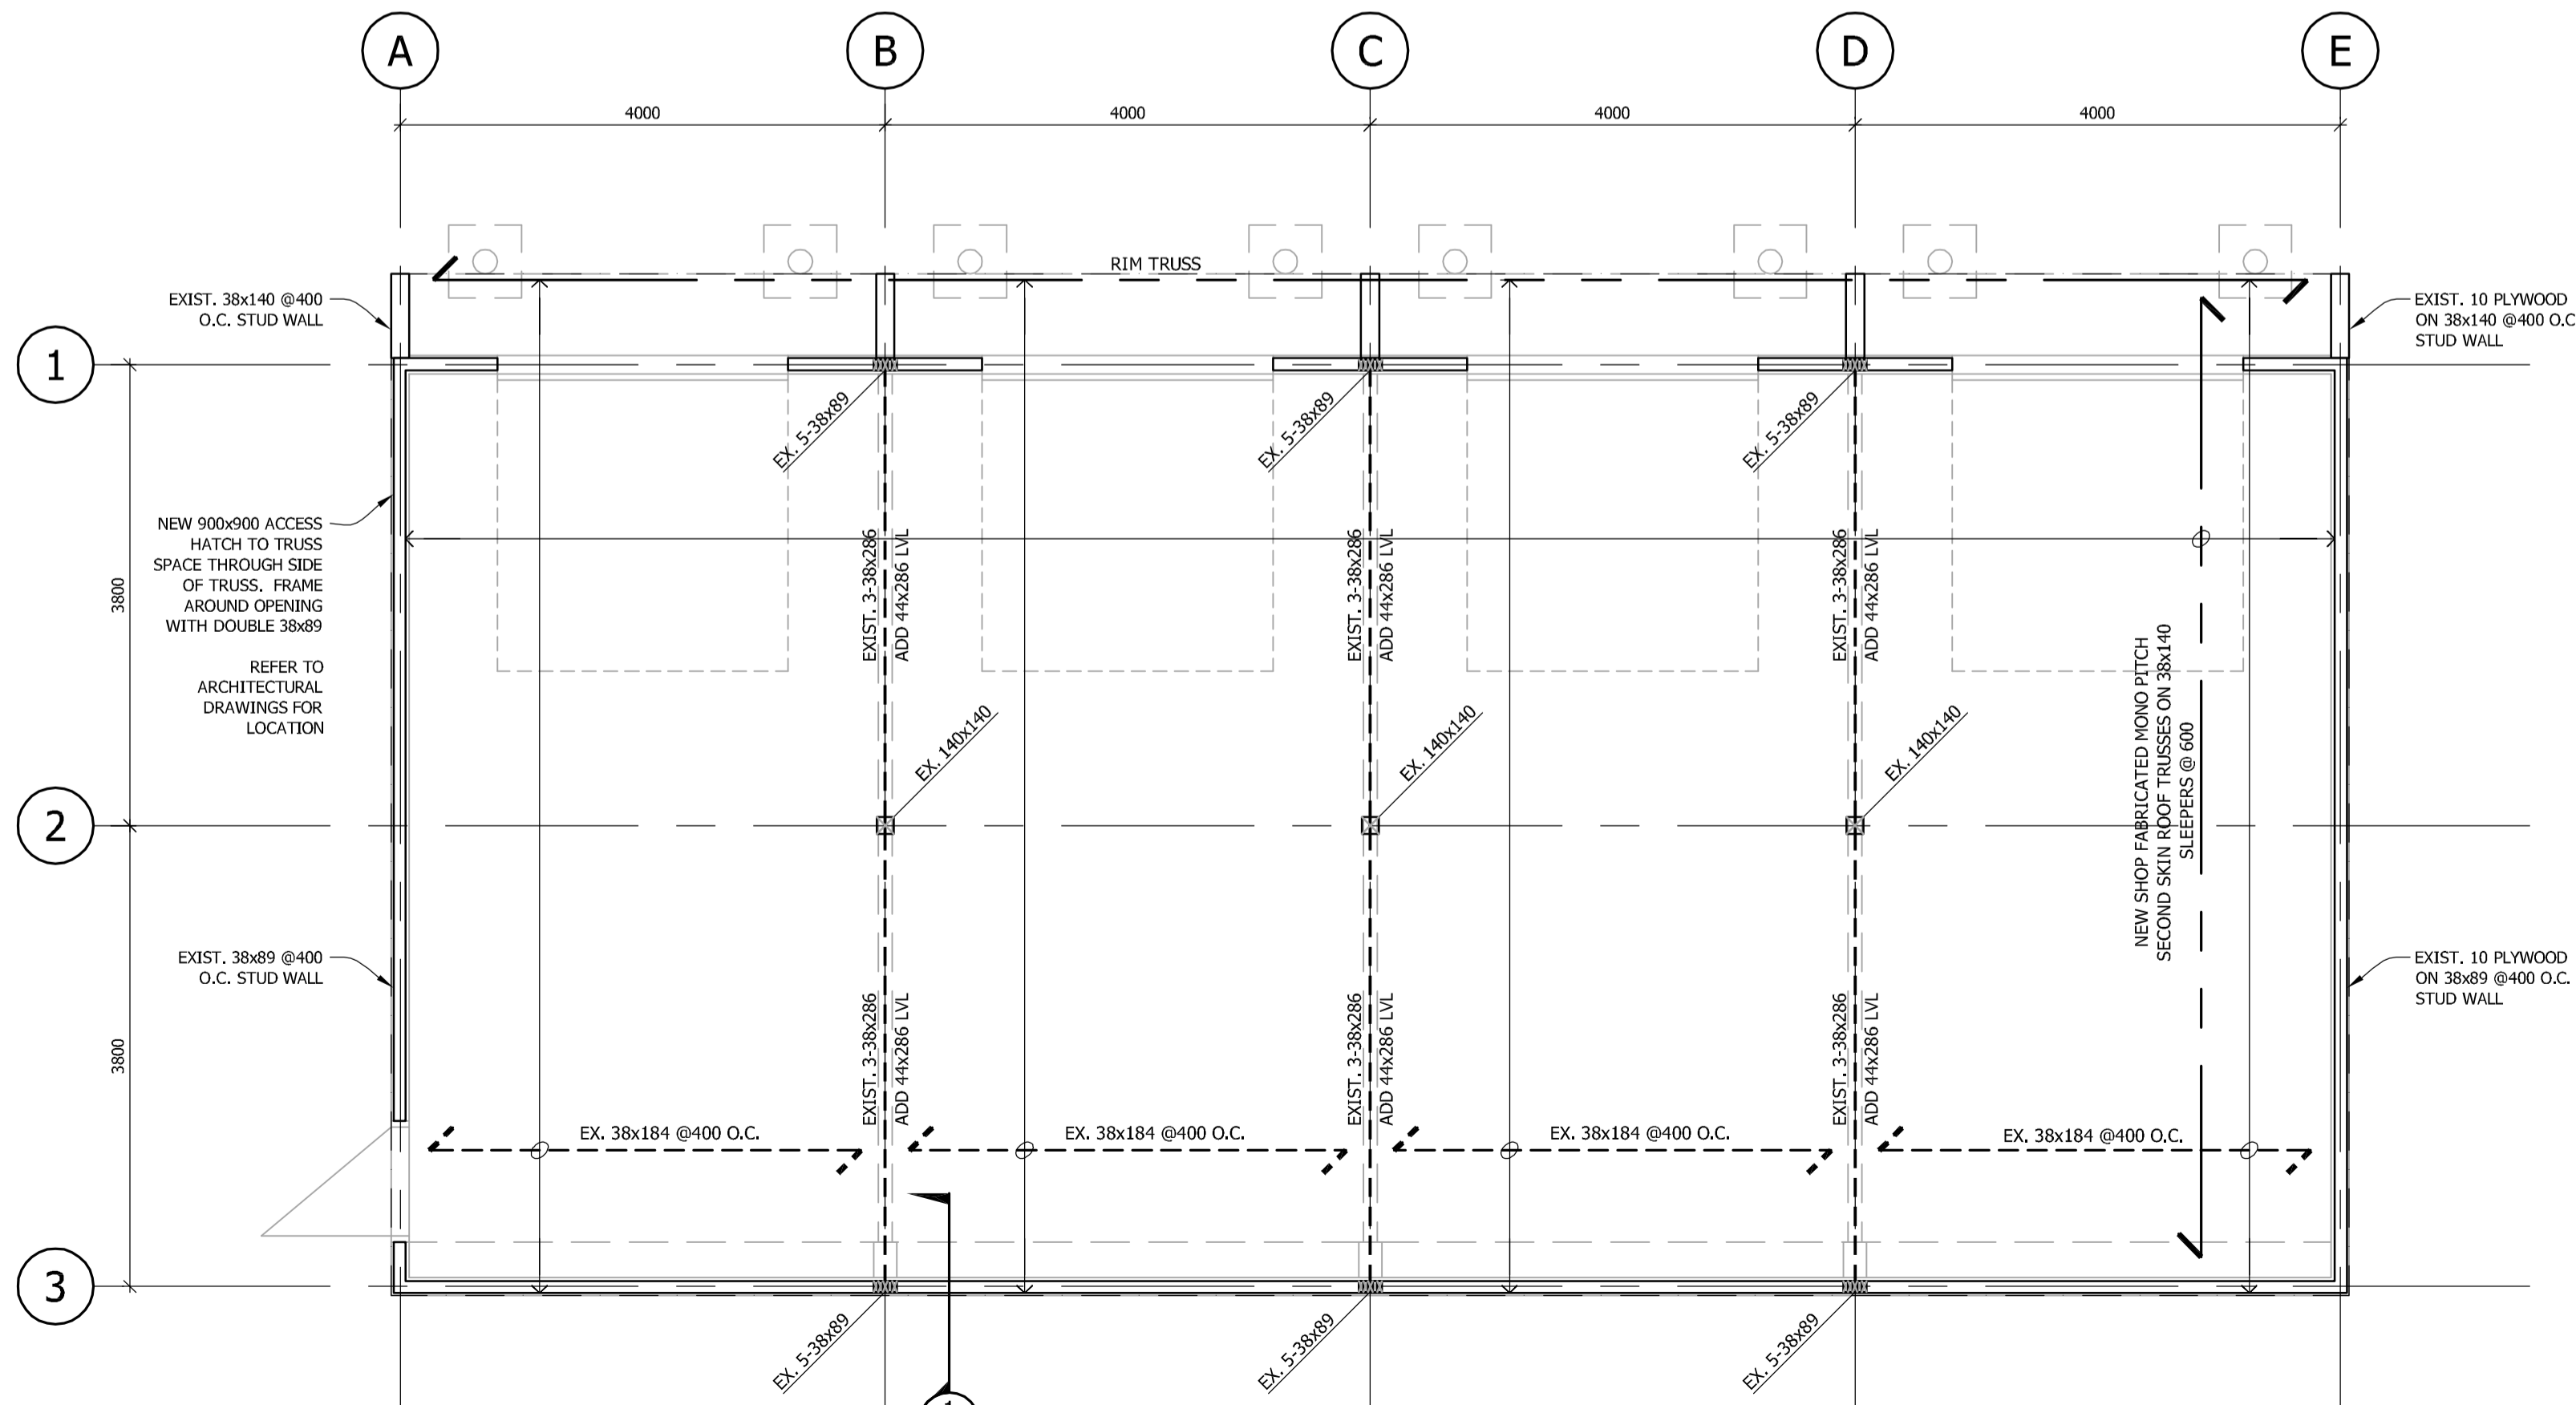 A
B
C
D
E
4000
4000
4000
4000
RIM TRUSS
EXIST. 38x140 @400
O.C. STUD WALL
EXIST. 10 PLYWOOD
ON 38x140 @400 O.C
STUD WALL
1
EX. 5-38x89
EX. 5-38x89
EX. 5-38x89
NEW 900x900 ACCESS
HATCH TO TRUSS
SPACE THROUGH SIDE
OF TRUSS. FRAME
AROUND OPENING
WITH DOUBLE 38x89
REFER TO
ARCHITECTURAL
DRAWINGS FOR
LOCATION
3800
EXIST. 3-38x286
ADD 44x286 LVL
EXIST. 3-38x286
ADD 44x286 LVL
EXIST. 3-38x286
ADD 44x286 LVL
NEW SHOP FABRICATED MONO PITCH
SECOND SKIN ROOF TRUSSES ON 38x140
SLEEPERS @ 600
EX. 140x140
EX. 140x140
EX. 140x140
2
EXIST. 38x89 @400
O.C. STUD WALL
EXIST. 10 PLYWOOD
ON 38x89 @400 O.C.
STUD WALL
3800
EXIST. 3-38x286
ADD 44x286 LVL
EXIST. 3-38x286
ADD 44x286 LVL
EXIST. 3-38x286
ADD 44x286 LVL
EX. 38x184 @400 O.C.
EX. 38x184 @400 O.C.
EX. 38x184 @400 O.C.
EX. 38x184 @400 O.C.
3
EX. 5-38x89
EX. 5-38x89
EX. 5-38x89